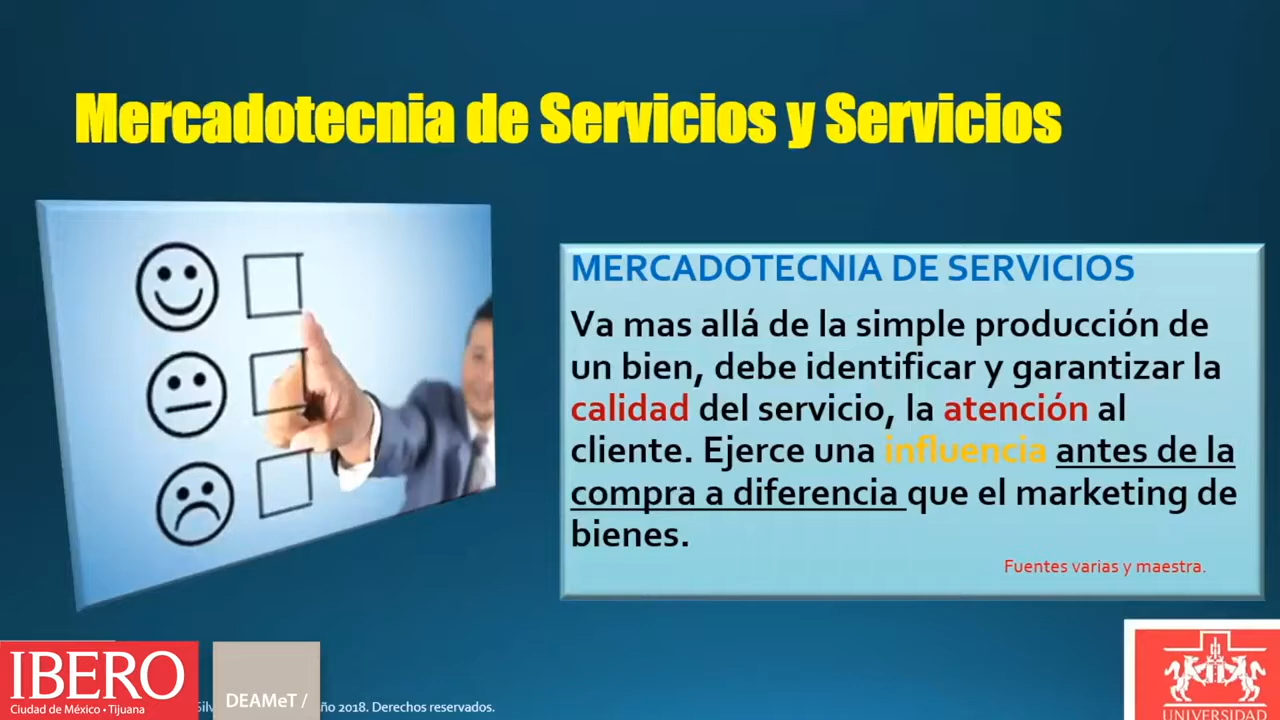 Mercadotecnia de Servicios y Servicios
MERCADOTECNIA DE SERVICIOS
Va mas allá de la simple producción de
un bien, debe identificar y garantizar la
calidad del servicio, la atención al
cliente. Ejerce una influencia antes de la
compra a diferencia que el marketing de
bienes.
Fuentes varias y maestra.
IBERO
Ciudad de México • Tijuana
DEAMeT /
2018. Derechos reservados.
UNIVERSIDAD